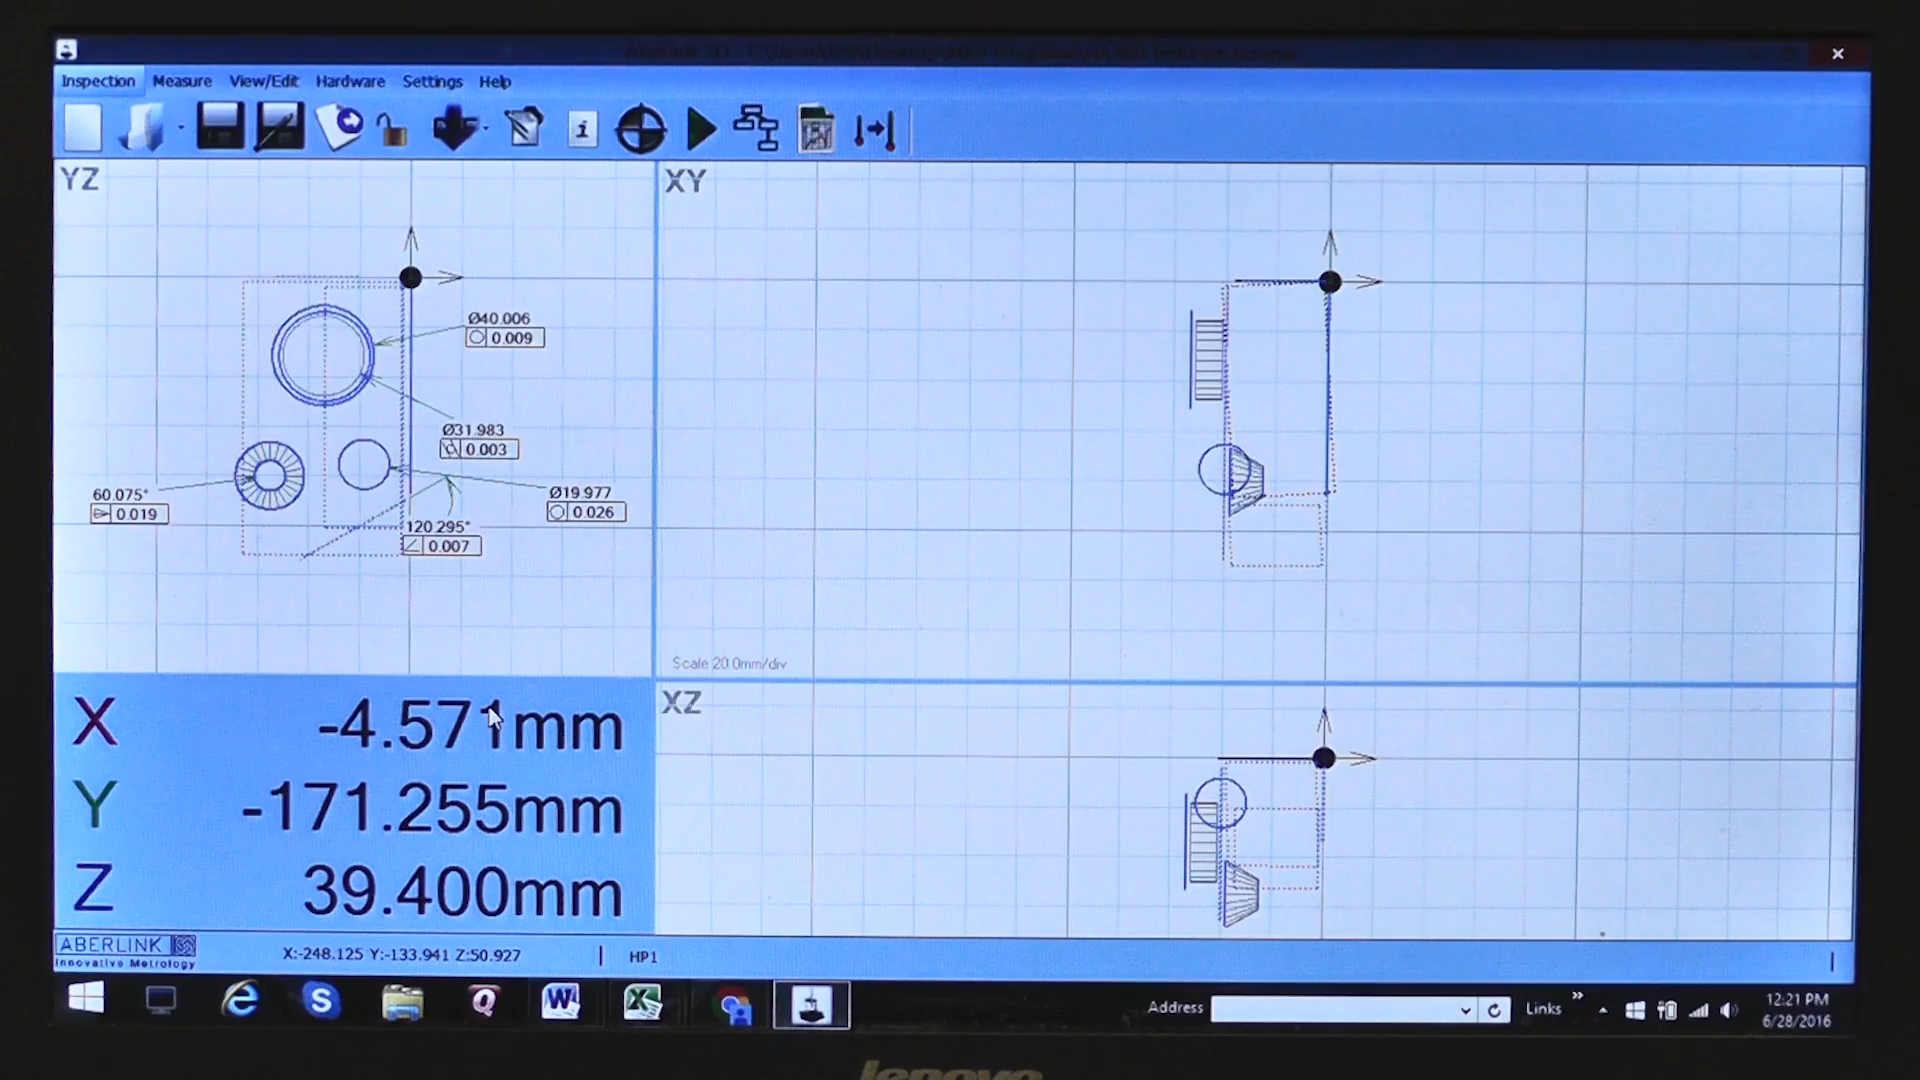 Inspection Measure View/Edit Hardware Settings Help
YZ
XY
Ø40.006
0.009
Ø31.983
0.003
60.075°
0.019
Ø19.977
0.026
120.295°
0.007
Scale 20.0mm/div
X -4.571mm
Y -171.255mm
Z 39.400mm
XZ
ABERLINK
Innovative Metrology
X:-248.125 Y:-133.941 Z:50.927
HP1
Address
Links
12:21 PM
6/28/2016
lenovo